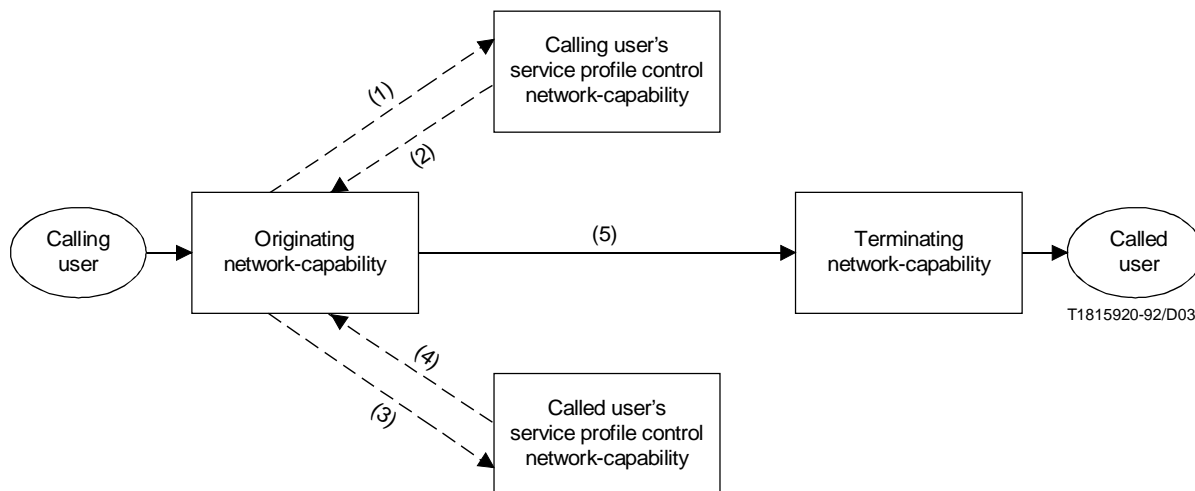 Calling user's
service profile control
network-capability
(1)
(2)
Calling
user
Originating
network-capability
(5)
Terminating
network-capability
Called
user
T1815920-92/D03
(4)
(3)
Called user's
service profile control
network-capability